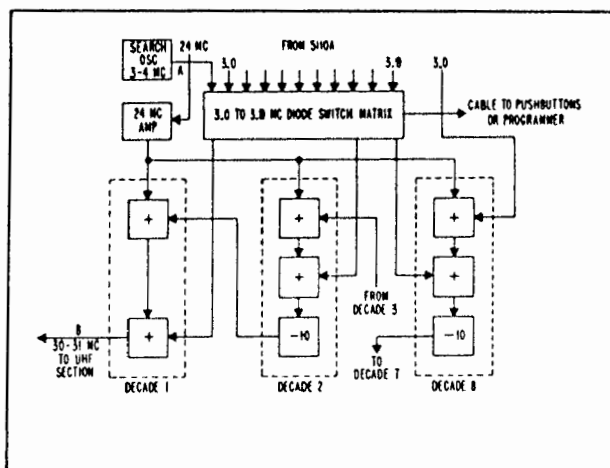 SEARCH
OSC
3-4 MC
24 MC
A
FROM 5110A
3.0
3.9
3.0
24 MC
AMP
3.0 TO 3.9 MC DIODE SWITCH MATRIX
CABLE TO PUSHBUTTONS
OR PROGRAMMER
+
+
+
+
+
+
FROM
DECADE 3
B
30-31 MC
TO UHF
SECTION
÷10
÷10
TO
DECADE 7
DECADE 1
DECADE 2
DECADE 8